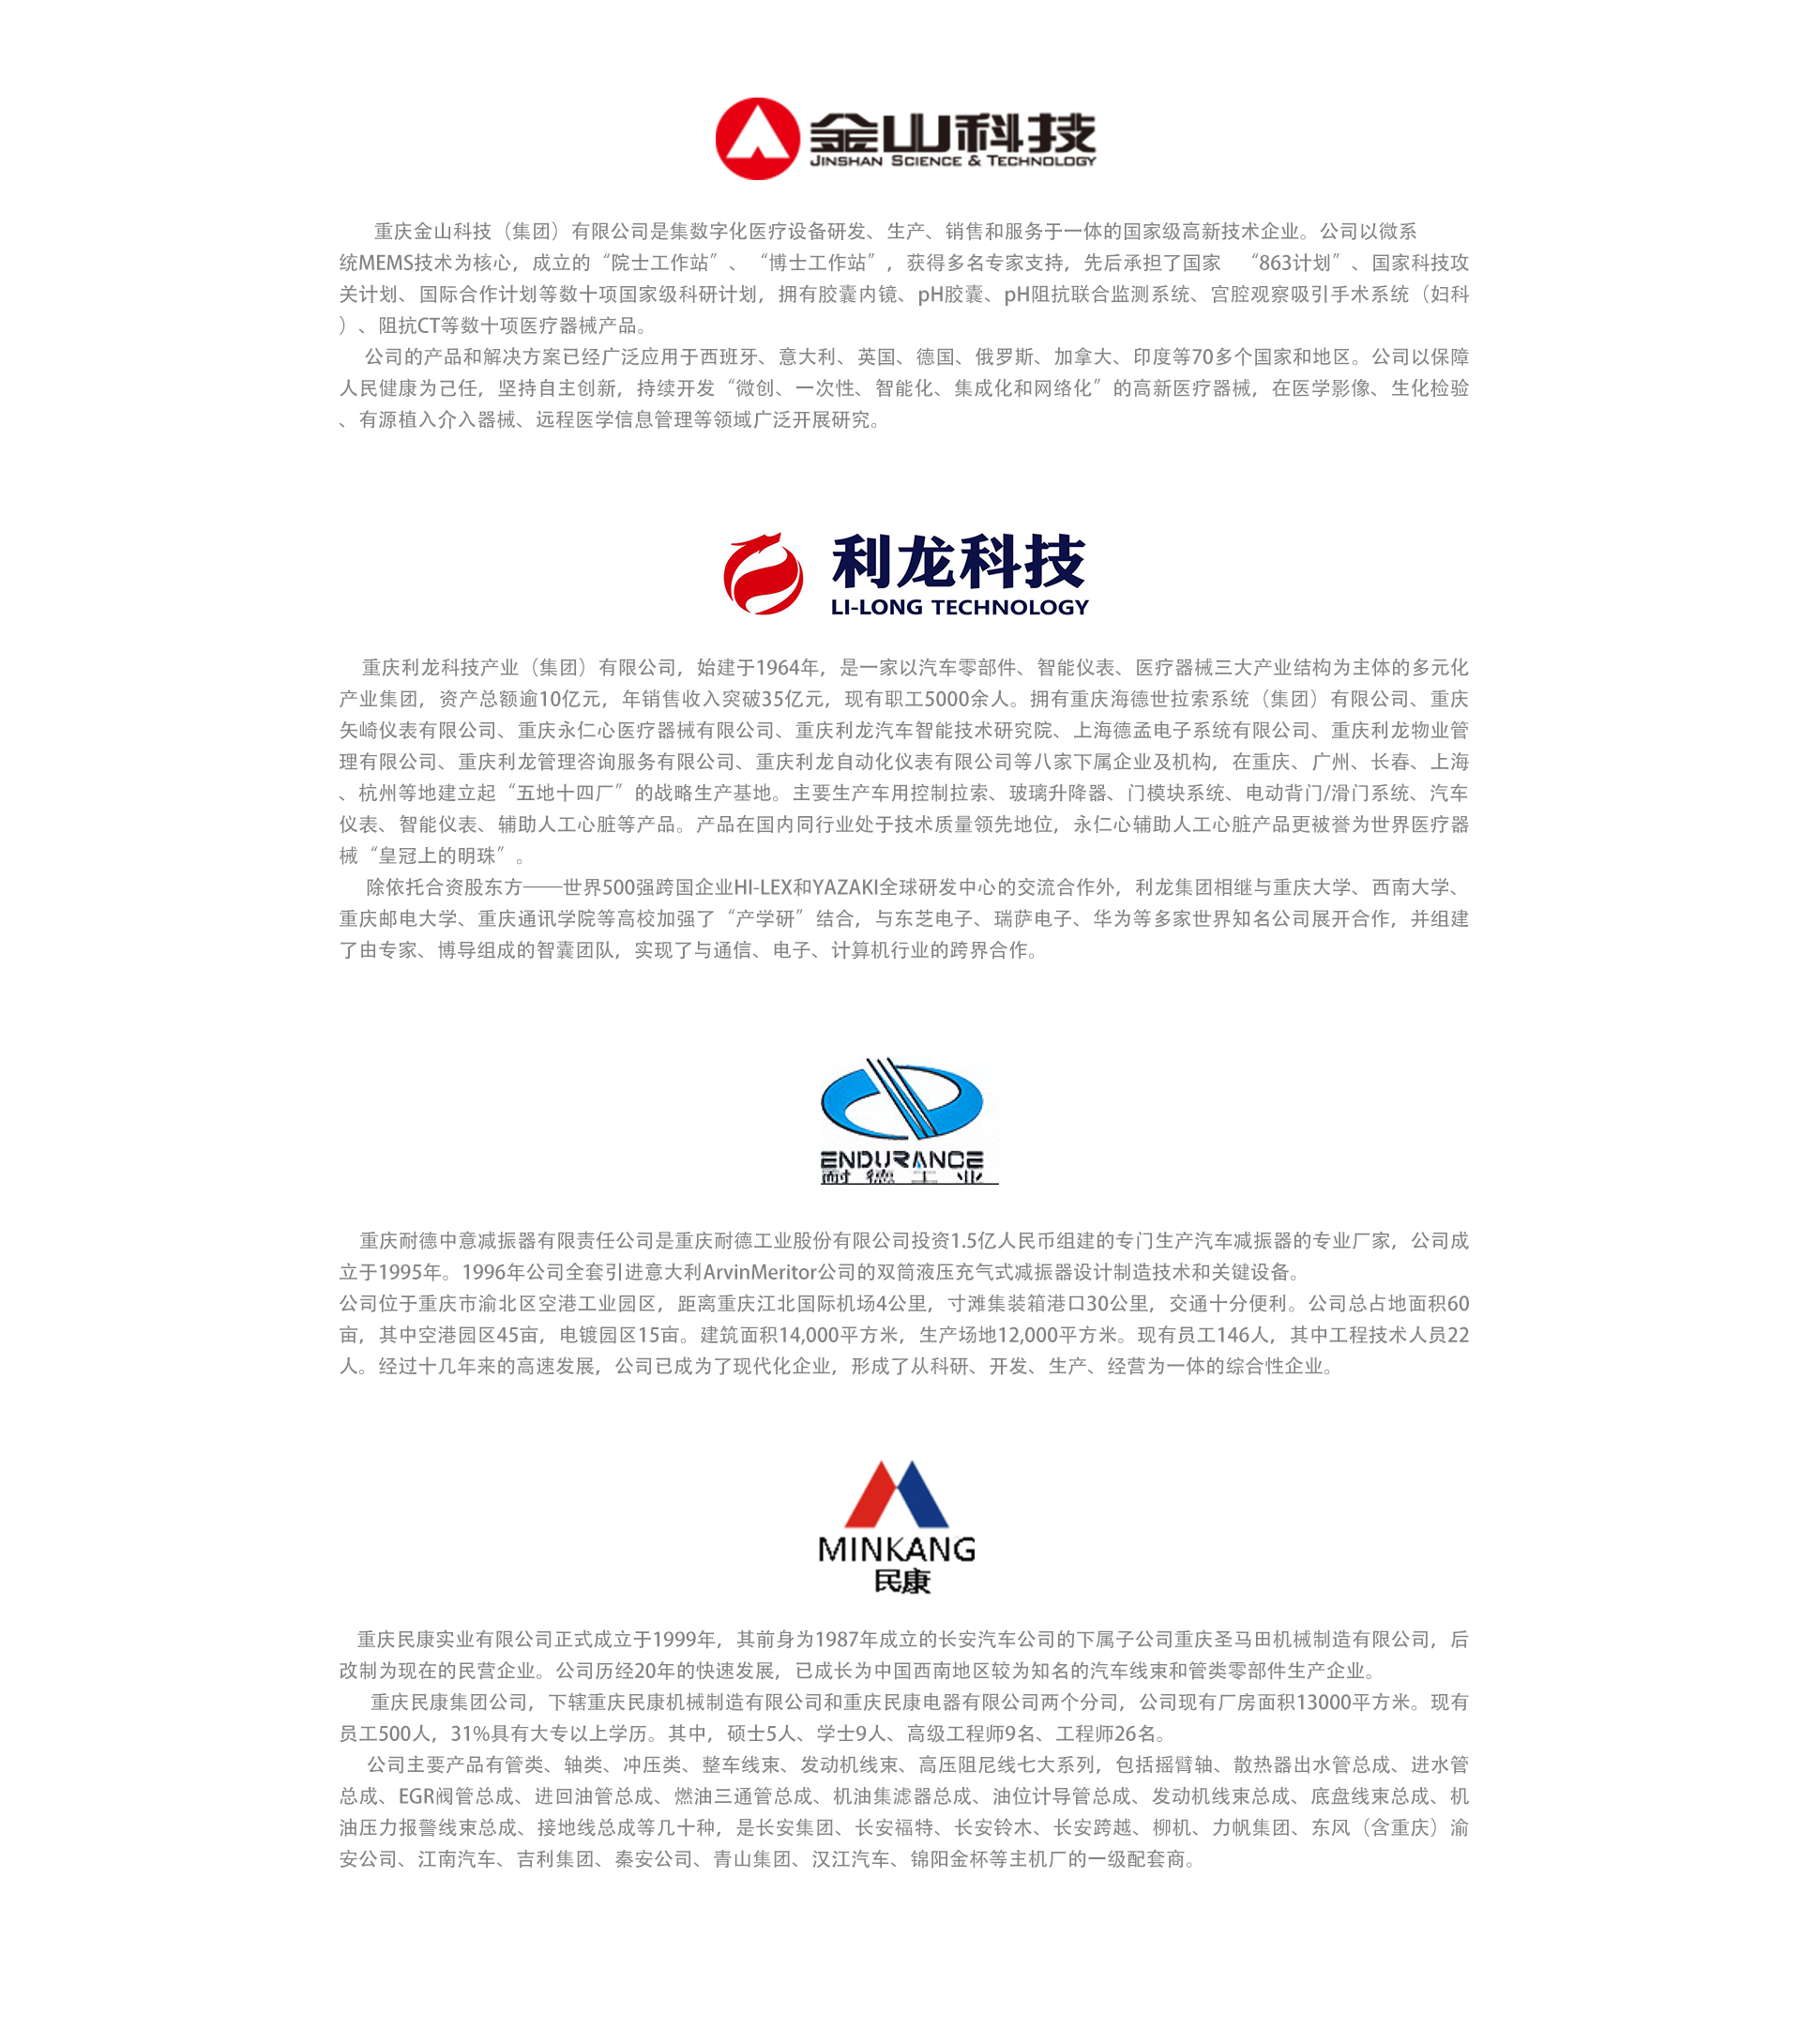 金山科技
JINSHAN SCIENCE & TECHNOLOGY
重庆金山科技（集团）有限公司是集数字化医疗设备研发、生产、销售和服务于一体的国家级高新技术企业。公司以微系
统MEMS技术为核心，成立的“院士工作站”、“博士工作站”，获得多名专家支持，先后承担了国家 “863计划”、国家科技攻
关计划、国际合作计划等数十项国家级科研计划，拥有胶囊内镜、pH胶囊、pH阻抗联合监测系统、宫腔观察吸引手术系统（妇科
）、阻抗CT等数十项医疗器械产品。
公司的产品和解决方案已经广泛应用于西班牙、意大利、英国、德国、俄罗斯、加拿大、印度等70多个国家和地区。公司以保障
人民健康为己任，坚持自主创新，持续开发“微创、一次性、智能化、集成化和网络化”的高新医疗器械，在医学影像、生化检验
、有源植入介入器械、远程医学信息管理等领域广泛开展研究。
利龙科技
LI-LONG TECHNOLOGY
重庆利龙科技产业（集团）有限公司，始建于1964年，是一家以汽车零部件、智能仪表、医疗器械三大产业结构为主体的多元化
产业集团，资产总额逾10亿元，年销售收入突破35亿元，现有职工5000余人。拥有重庆海德世拉索系统（集团）有限公司、重庆
矢崎仪表有限公司、重庆永仁心医疗器械有限公司、重庆利龙汽车智能技术研究院、上海德孟电子系统有限公司、重庆利龙物业管
理有限公司、重庆利龙管理咨询服务有限公司、重庆利龙自动化仪表有限公司等八家下属企业及机构，在重庆、广州、长春、上海
、杭州等地建立起“五地十四厂”的战略生产基地。主要生产车用控制拉索、玻璃升降器、门模块系统、电动背门/滑门系统、汽车
仪表、智能仪表、辅助人工心脏等产品。产品在国内同行业处于技术质量领先地位，永仁心辅助人工心脏产品更被誉为世界医疗器
械“皇冠上的明珠”。
除依托合资股东方——世界500强跨国企业HI-LEX和YAZAKI全球研发中心的交流合作外，利龙集团相继与重庆大学、西南大学、
重庆邮电大学、重庆通讯学院等高校加强了“产学研”结合，与东芝电子、瑞萨电子、华为等多家世界知名公司展开合作，并组建
了由专家、博导组成的智囊团队，实现了与通信、电子、计算机行业的跨界合作。
ENDURANCE
耐德工业
重庆耐德中意减振器有限责任公司是重庆耐德工业股份有限公司投资1.5亿人民币组建的专门生产汽车减振器的专业厂家，公司成
立于1995年。1996年公司全套引进意大利ArvinMeritor公司的双筒液压充气式减振器设计制造技术和关键设备。
公司位于重庆市渝北区空港工业园区，距离重庆江北国际机场4公里，寸滩集装箱港口30公里，交通十分便利。公司总占地面积60
亩，其中空港园区45亩，电镀园区15亩。建筑面积14,000平方米，生产场地12,000平方米。现有员工146人，其中工程技术人员22
人。经过十几年来的高速发展，公司已成为了现代化企业，形成了从科研、开发、生产、经营为一体的综合性企业。
MINKANG
民康
重庆民康实业有限公司正式成立于1999年，其前身为1987年成立的长安汽车公司的下属子公司重庆圣马田机械制造有限公司，后
改制为现在的民营企业。公司历经20年的快速发展，已成长为中国西南地区较为知名的汽车线束和管类零部件生产企业。
重庆民康集团公司，下辖重庆民康机械制造有限公司和重庆民康电器有限公司两个分司，公司现有厂房面积13000平方米。现有
员工500人，31%具有大专以上学历。其中，硕士5人、学士9人、高级工程师9名、工程师26名。
公司主要产品有管类、轴类、冲压类、整车线束、发动机线束、高压阻尼线七大系列，包括摇臂轴、散热器出水管总成、进水管
总成、EGR阀管总成、进回油管总成、燃油三通管总成、机油集滤器总成、油位计导管总成、发动机线束总成、底盘线束总成、机
油压力报警线束总成、接地线总成等几十种，是长安集团、长安福特、长安铃木、长安跨越、柳机、力帆集团、东风（含重庆）渝
安公司、江南汽车、吉利集团、秦安公司、青山集团、汉江汽车、锦阳金杯等主机厂的一级配套商。